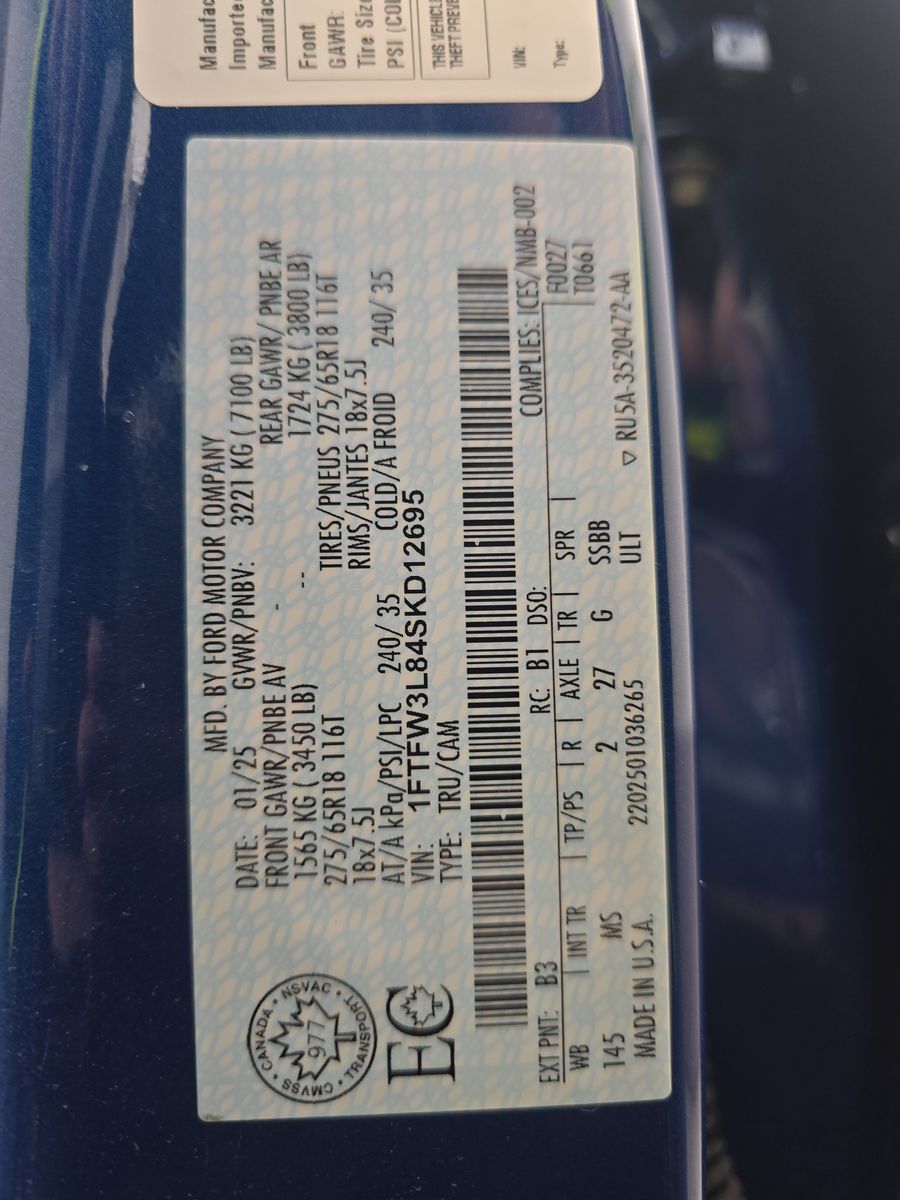 MFD. BY FORD MOTOR COMPANY
DATE: 01/25 GVWR/PNBV: 3221 KG ( 7100 LB)
FRONT GAWR/PNBE AV - REAR GAWR/ PNBE AR
1565 KG ( 3450 LB) -- 1724 KG ( 3800 LB)
275/65R18 116T TIRES/PNEUS 275/65R18 116T
18x7.5J RIMS/JANTES 18x7.5J
AT/A kPa/PSI/LPC 240/ 35 COLD/A FROID 240/ 35
VIN: 1FTFW3L84SKD12695
TYPE: TRU/CAM
CANADA • NSVAC • TRANSPORT • CMVSS •
977
EC
RC: B1 DSO: COMPLIES: ICES/NMB-002
EXT PNT: B3 F0027
WB | INT TR | TP/PS | R | AXLE | TR | SPR | T0661
145 MS 2 27 G SSBB
ULT
MADE IN U.S.A. 2202501036265 ▽ RU5A-3520472-AA
Manufac
Importe
Manufac
Front
GAWR:
Tire Size
PSI (COL
THIS VEHICL
THEFT PREVE
VIN:
Type: